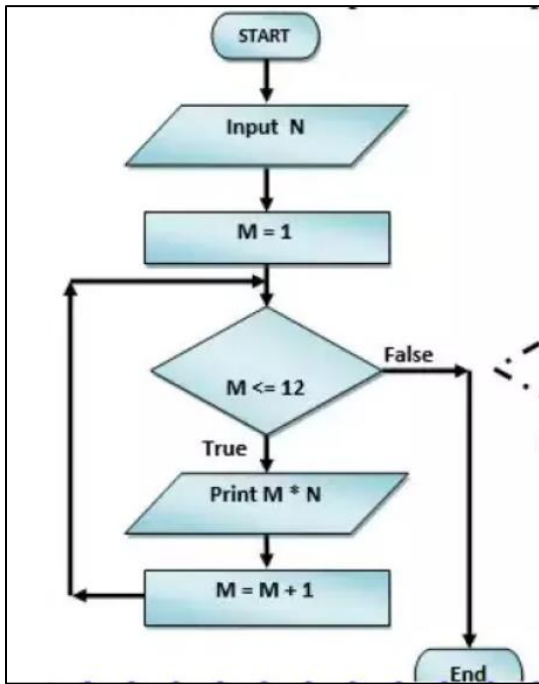 START
Input N
M = 1
M <= 12
False
True
Print M * N
M = M + 1
End